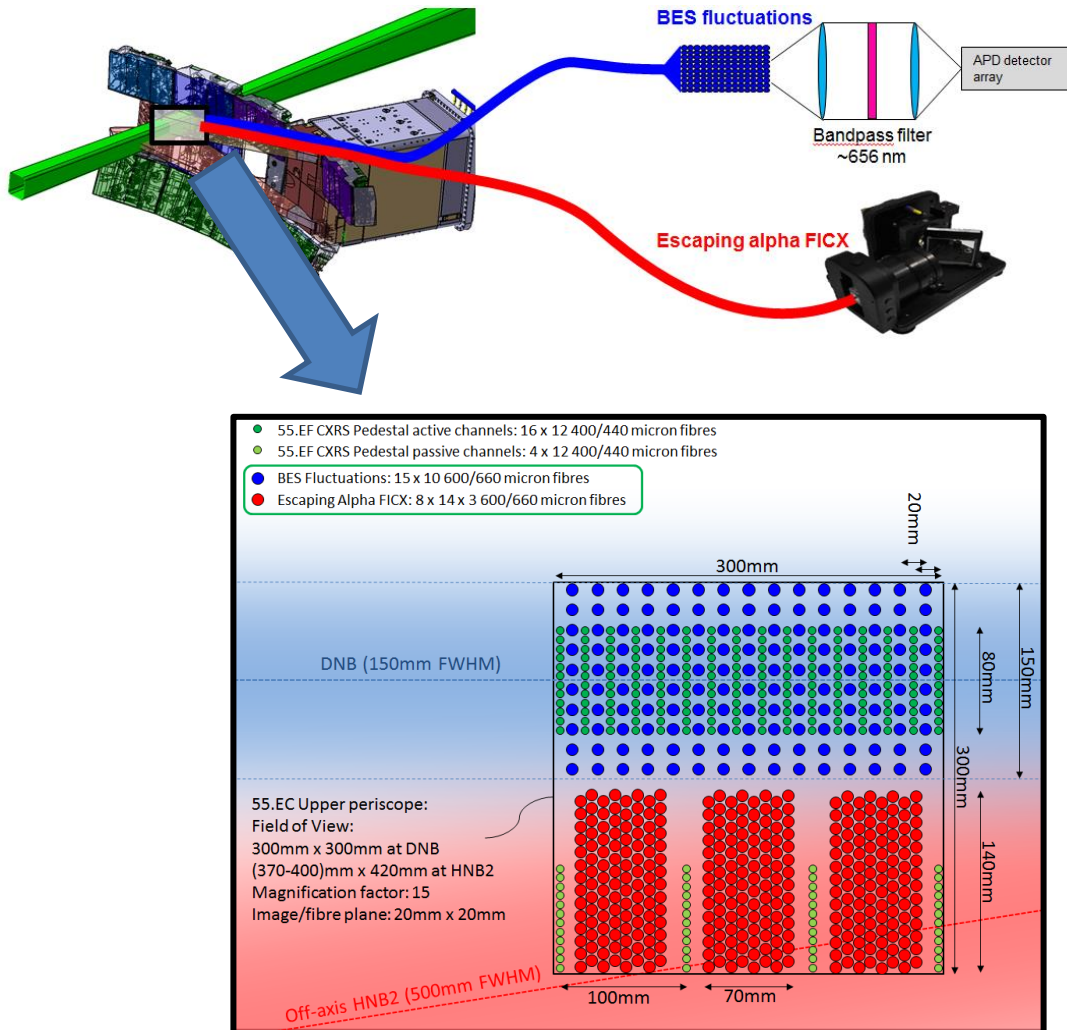 BES fluctuations
APD detector
array
Bandpass filter
~656 nm
Escaping alpha FICX
55.EF CXRS Pedestal active channels: 16 x 12 400/440 micron fibres
55.EF CXRS Pedestal passive channels: 4 x 12 400/440 micron fibres
BES Fluctuations: 15 x 10 600/660 micron fibres
Escaping Alpha FICX: 8 x 14 x 3 600/660 micron fibres
20mm
300mm
DNB (150mm FWHM)
80mm
150mm
300mm
55.EC Upper periscope:
Field of View:
300mm x 300mm at DNB
(370-400)mm x 420mm at HNB2
Magnification factor: 15
Image/fibre plane: 20mm x 20mm
140mm
Off-axis HNB2 (500mm FWHM)
100mm
70mm